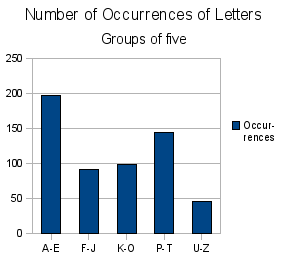 Number of Occurrences of Letters
Groups of five
250
200
150
100
50
0
A-E F-J K-O P-T U-Z
Occur-
rences